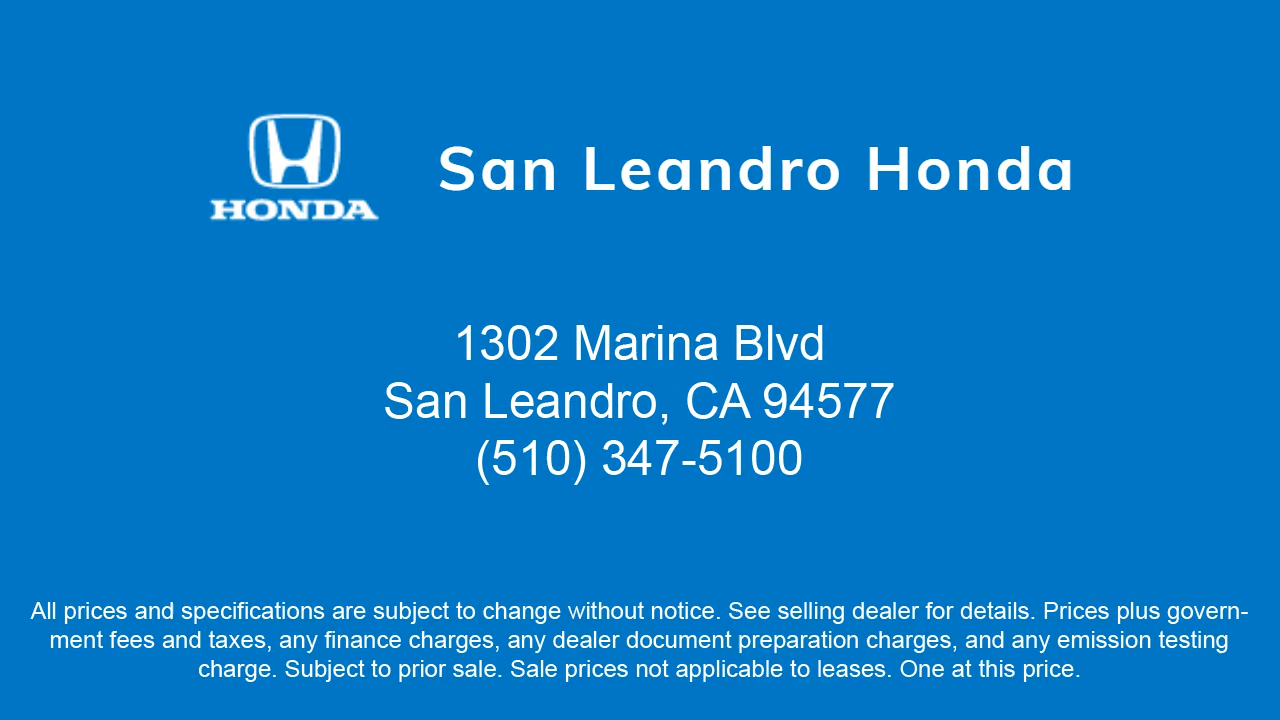 HONDA
San Leandro Honda
1302 Marina Blvd
San Leandro, CA 94577
(510) 347-5100
All prices and specifications are subject to change without notice. See selling dealer for details. Prices plus govern-
ment fees and taxes, any finance charges, any dealer document preparation charges, and any emission testing
charge. Subject to prior sale. Sale prices not applicable to leases. One at this price.